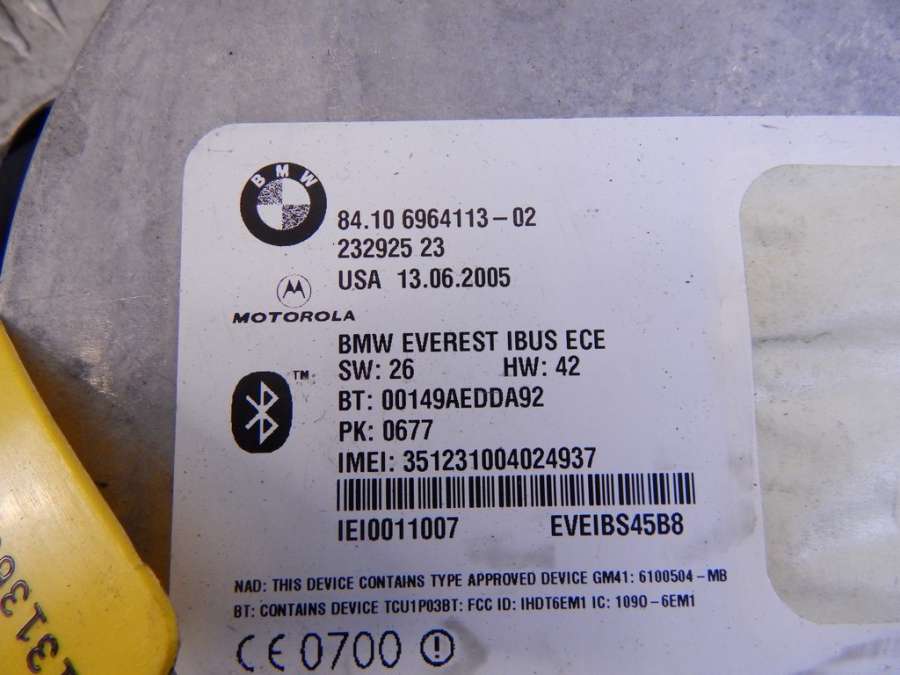 BMW
84.10 6964113-02
232925 23
USA 13.06.2005
MOTOROLA
BMW EVEREST IBUS ECE
SW: 26 HW: 42
TM
BT: 00149AEDDA92
PK: 0677
IMEI: 351231004024937
IEI0011007 EVEIBS45B8
NAD: THIS DEVICE CONTAINS TYPE APPROVED DEVICE GM41: 6100504-MB
BT: CONTAINS DEVICE TCU1P03BT: FCC ID: IHDT6EM1 IC: 109O-6EM1
CE 0700